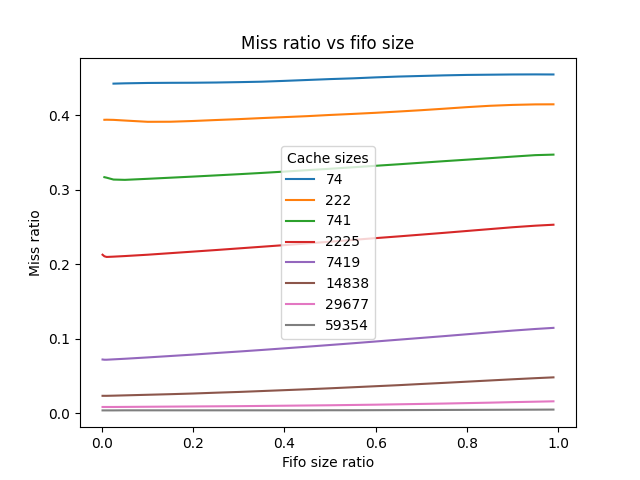 Miss ratio vs fifo size
Miss ratio
0.4
0.3
0.2
0.1
0.0
Cache sizes
74
222
741
2225
7419
14838
29677
59354
0.0 0.2 0.4 0.6 0.8 1.0
Fifo size ratio